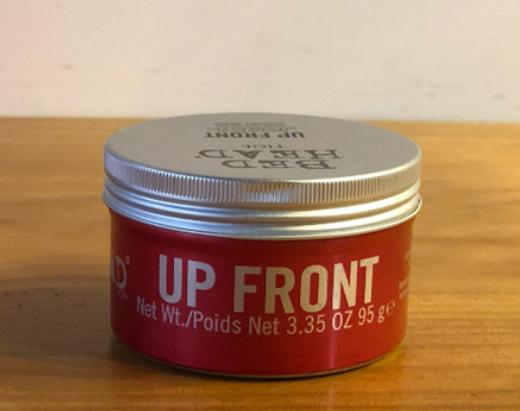 BED
HEAD
TIGI
UP FRONT
D
UP FRONT
Net Wt./Poids Net 3.35 OZ 95 g e